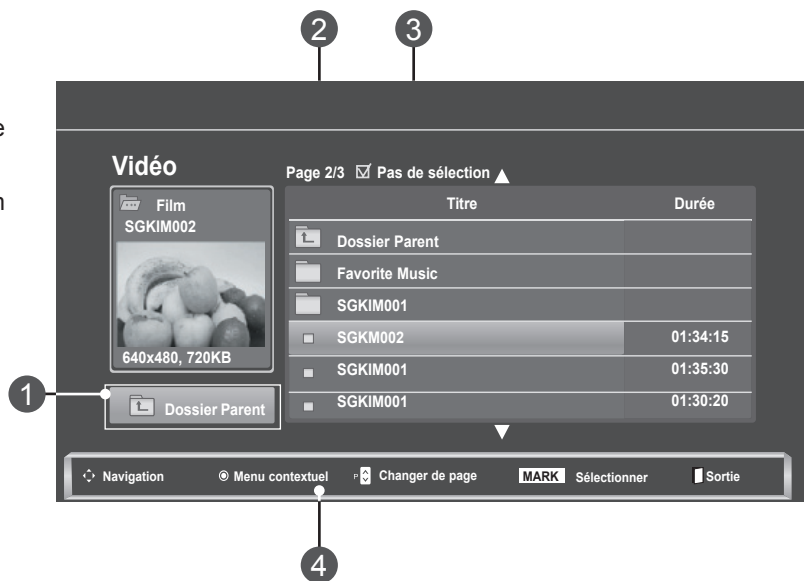 2 3
e
n
Vidéo
Page 2/3 Pas de sélection
Film
SGKIM002
640x480, 720KB
Titre Durée
Dossier Parent
Favorite Music
SGKIM001
SGKM002 01:34:15
SGKIM001 01:35:30
SGKIM001 01:30:20
1
Dossier Parent
Navigation Menu contextuel P Changer de page MARK Sélectionner Sortie
4